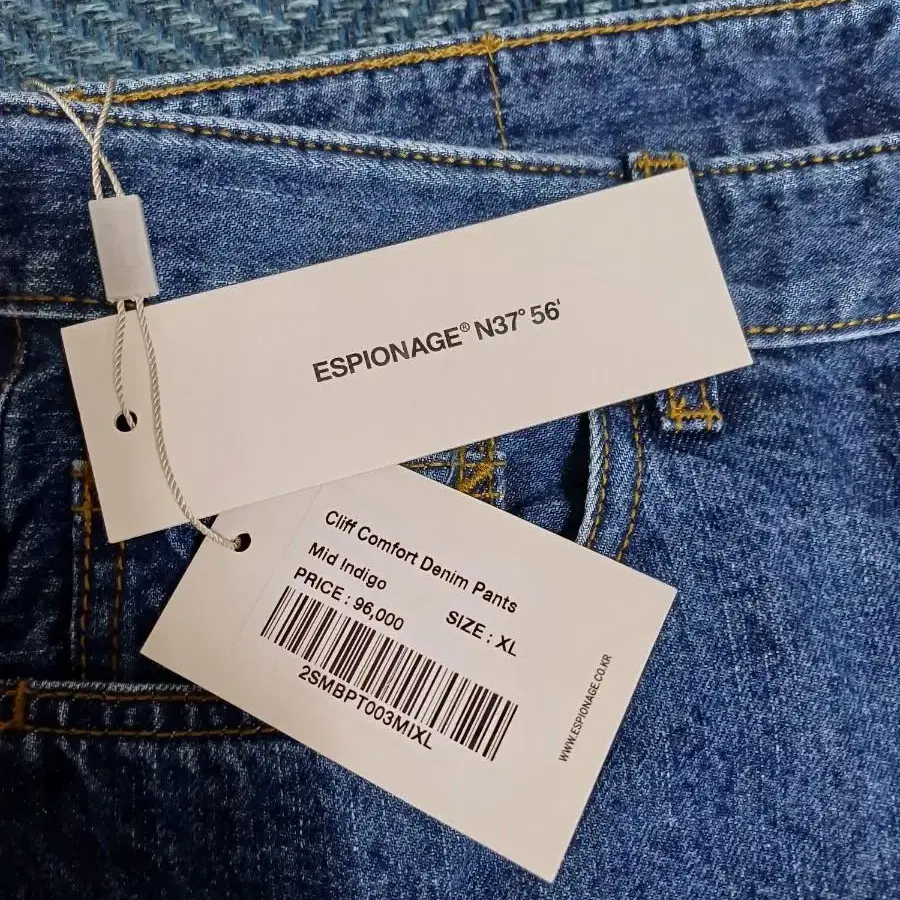 ESPIONAGE® N37° 56'
Cliff Comfort Denim Pants
Mid Indigo
PRICE : 96,000 SIZE : XL
2SMBPT003MIXL
WWW.ESPIONAGE.CO.KR